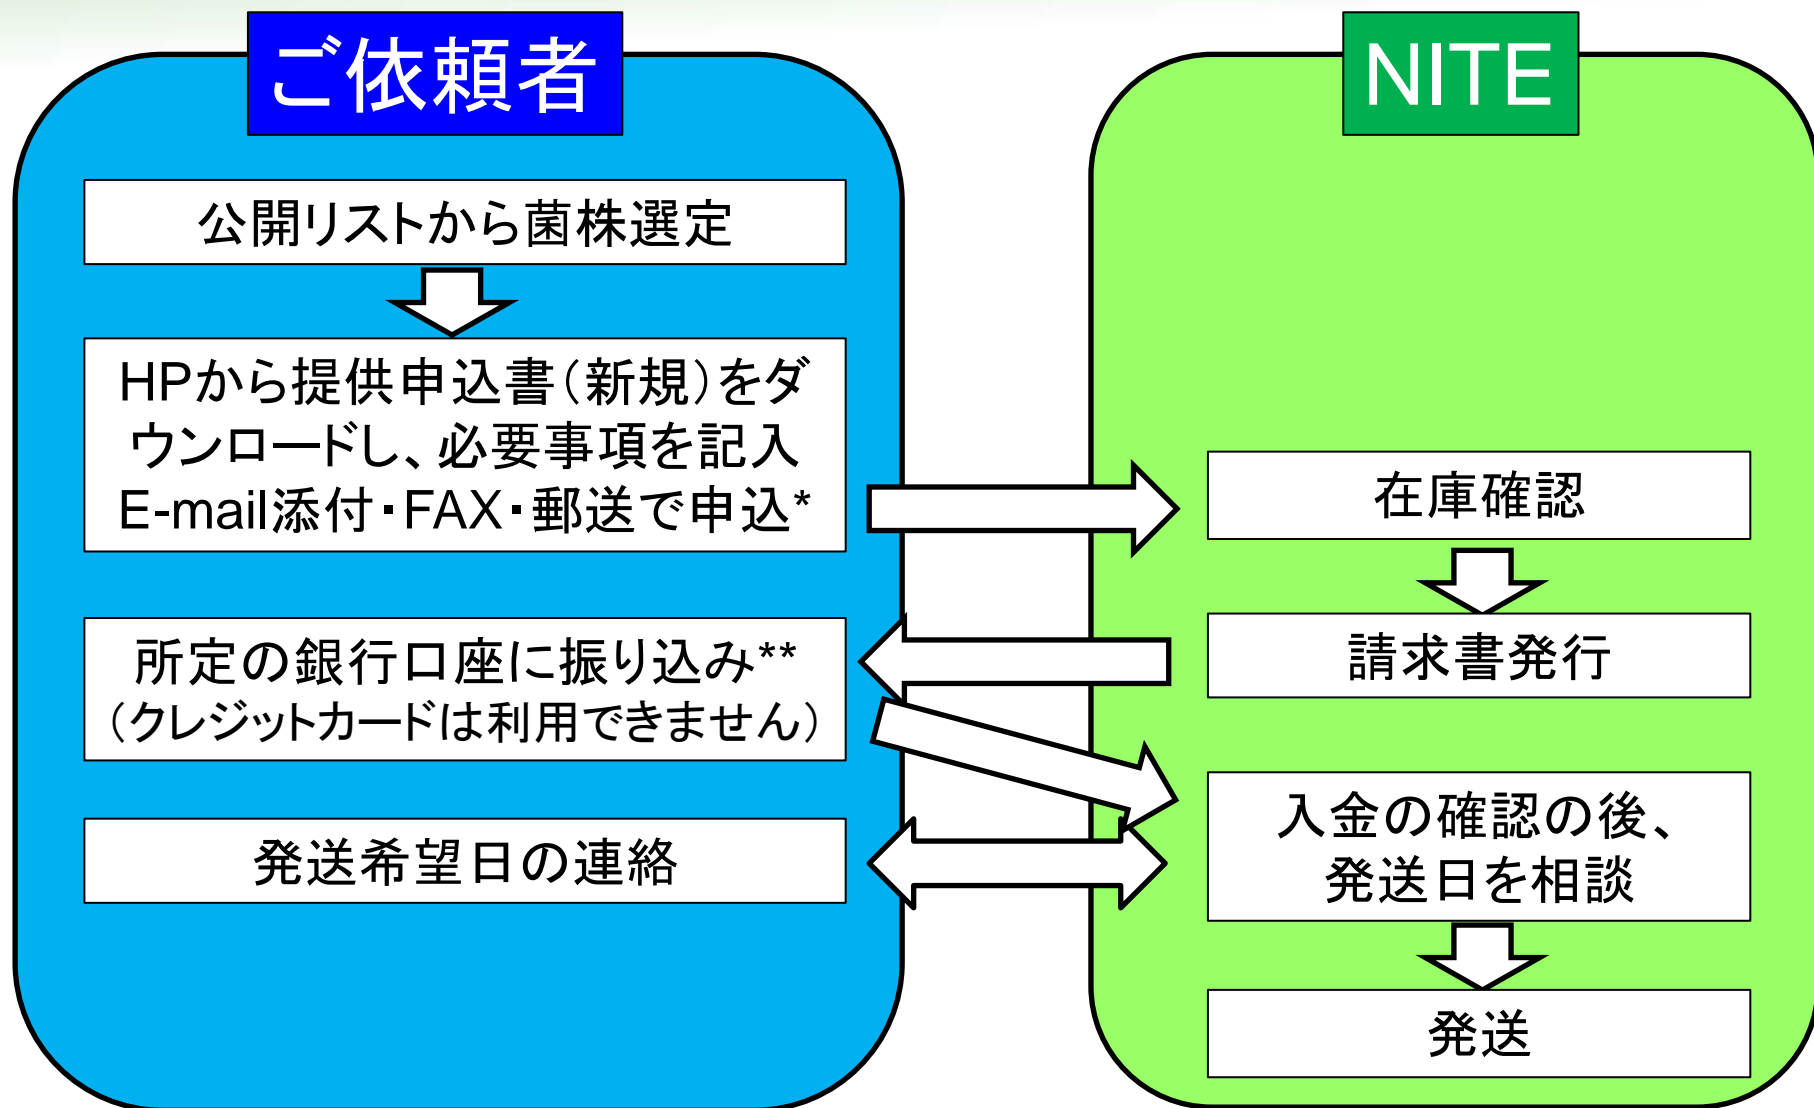 ご依頼者
公開リストから菌株選定
HPから提供申込書(新規)をダ
ウンロードし、必要事項を記入
E-mail添付・FAX・郵送で申込*
所定の銀行口座に振り込み**
(クレジットカードは利用できません)
発送希望日の連絡
NITE
在庫確認
請求書発行
入金の確認の後、
発送日を相談
発送